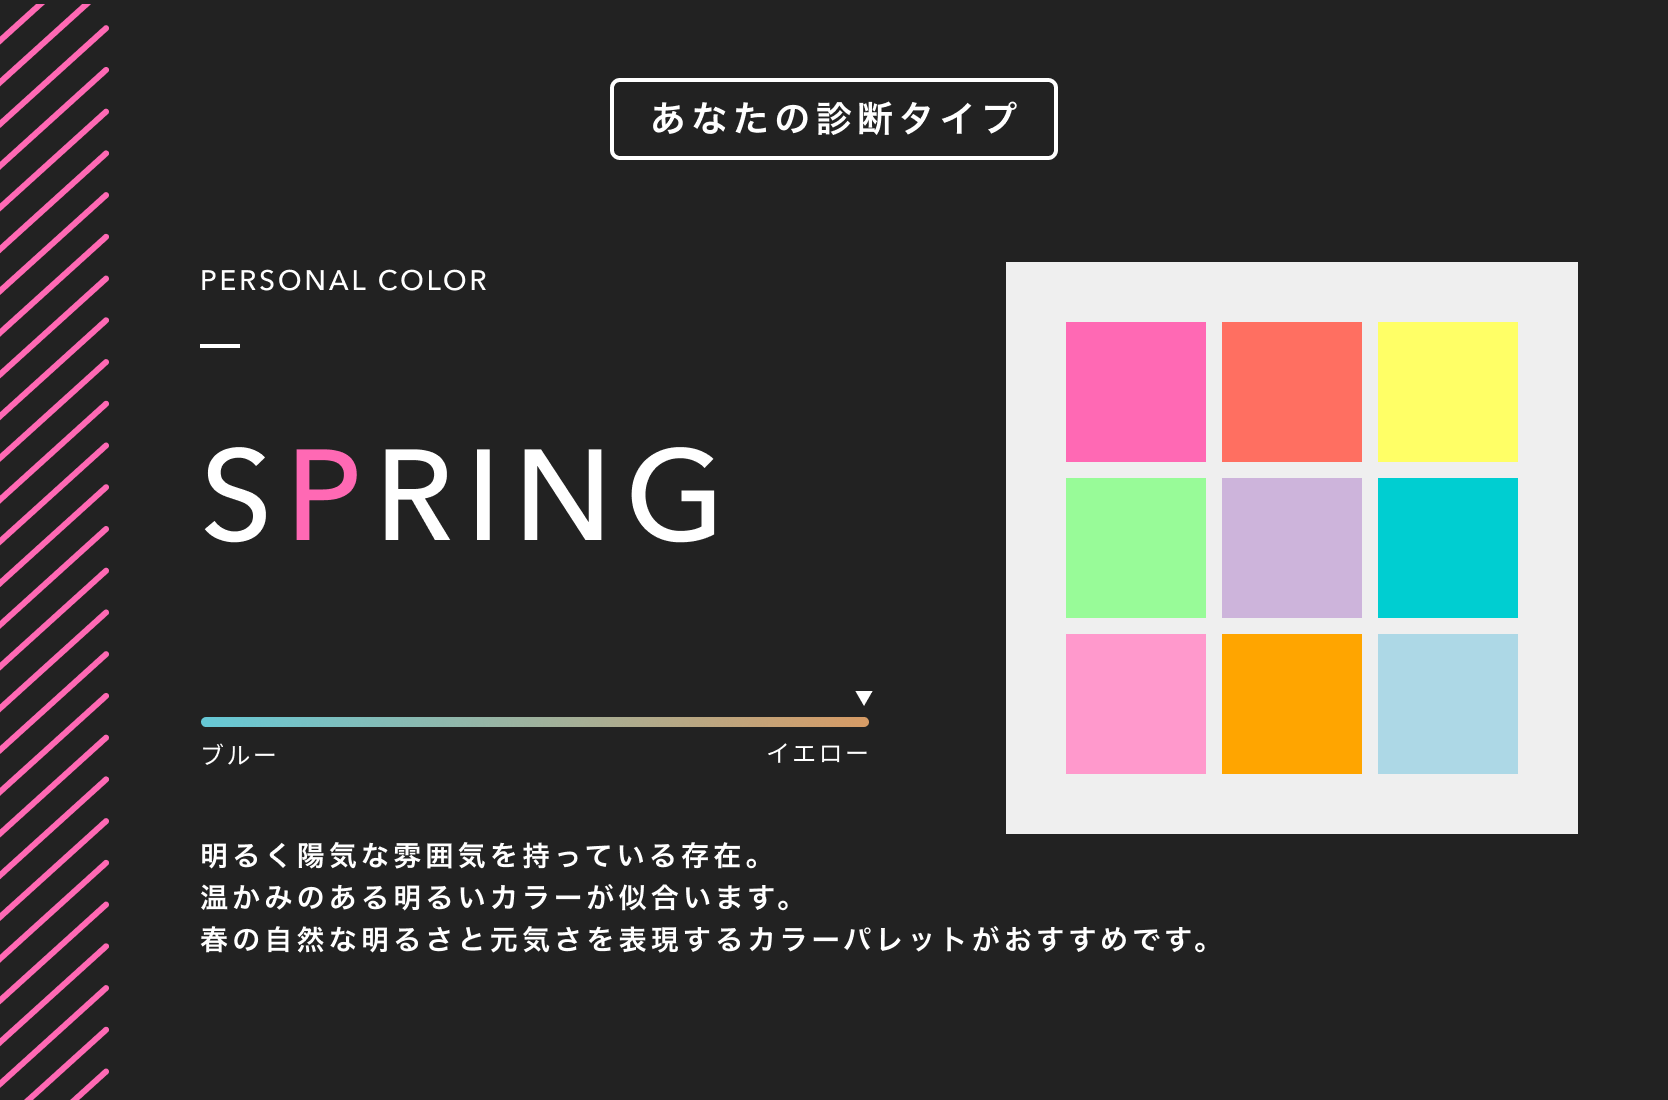 あなたの診断タイプ
PERSONAL COLOR
SPRING
ブルー
イエロー
明るく陽気な雰囲気を持っている存在。
温かみのある明るいカラーが似合います。
春の自然な明るさと元気さを表現するカラーパレットがおすすめです。